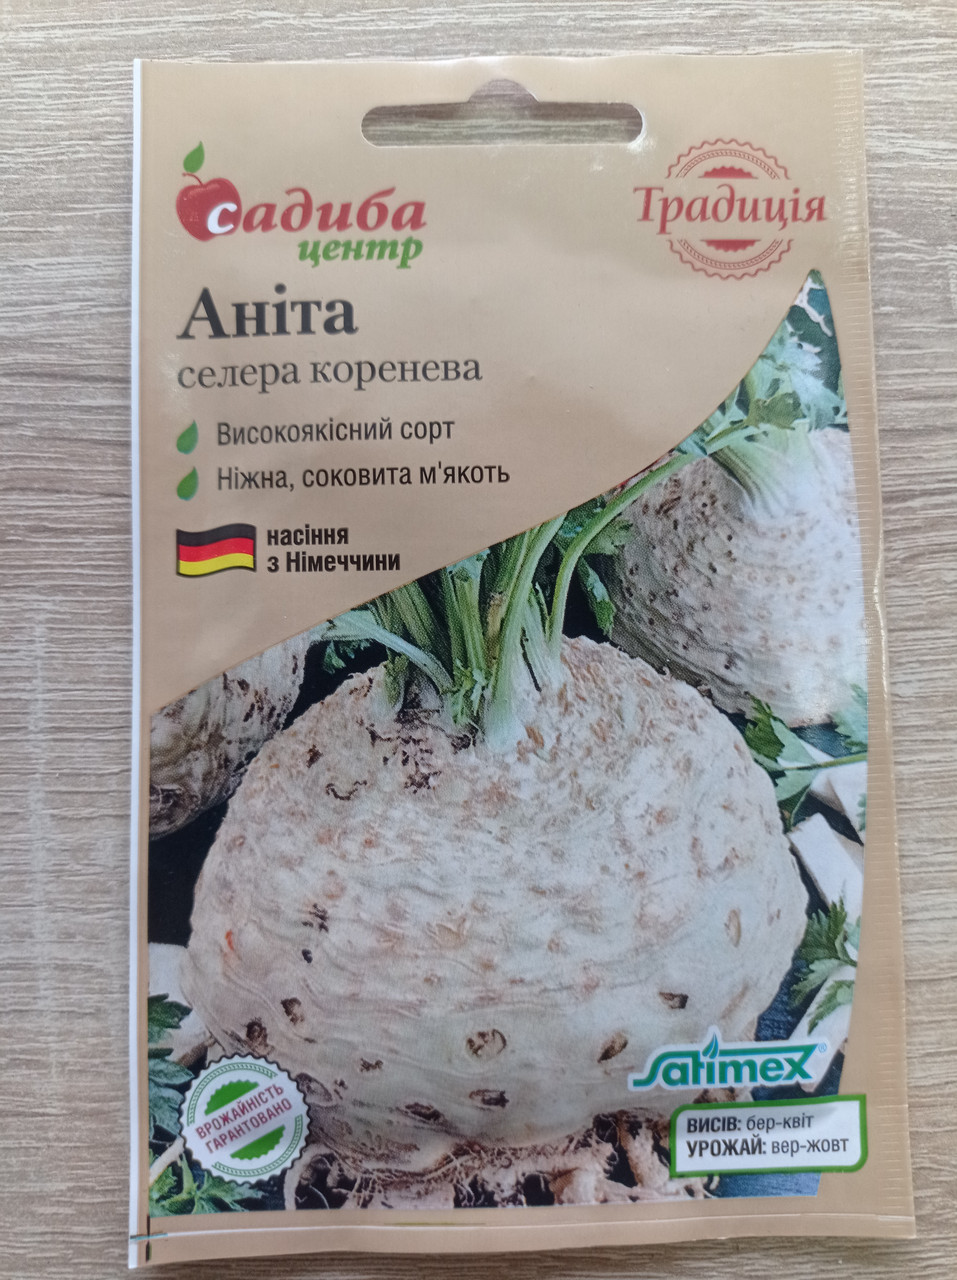 садиба
центр
Традиція
Аніта
селера коренева
Високоякісний сорт
Ніжна, соковита м'якоть
насіння
з Німеччини
Satimex®
ВРОЖАЙНІСТЬ
ГАРАНТОВАНО
ВИСІВ: бер-квіт
УРОЖАЙ: вер-жовт